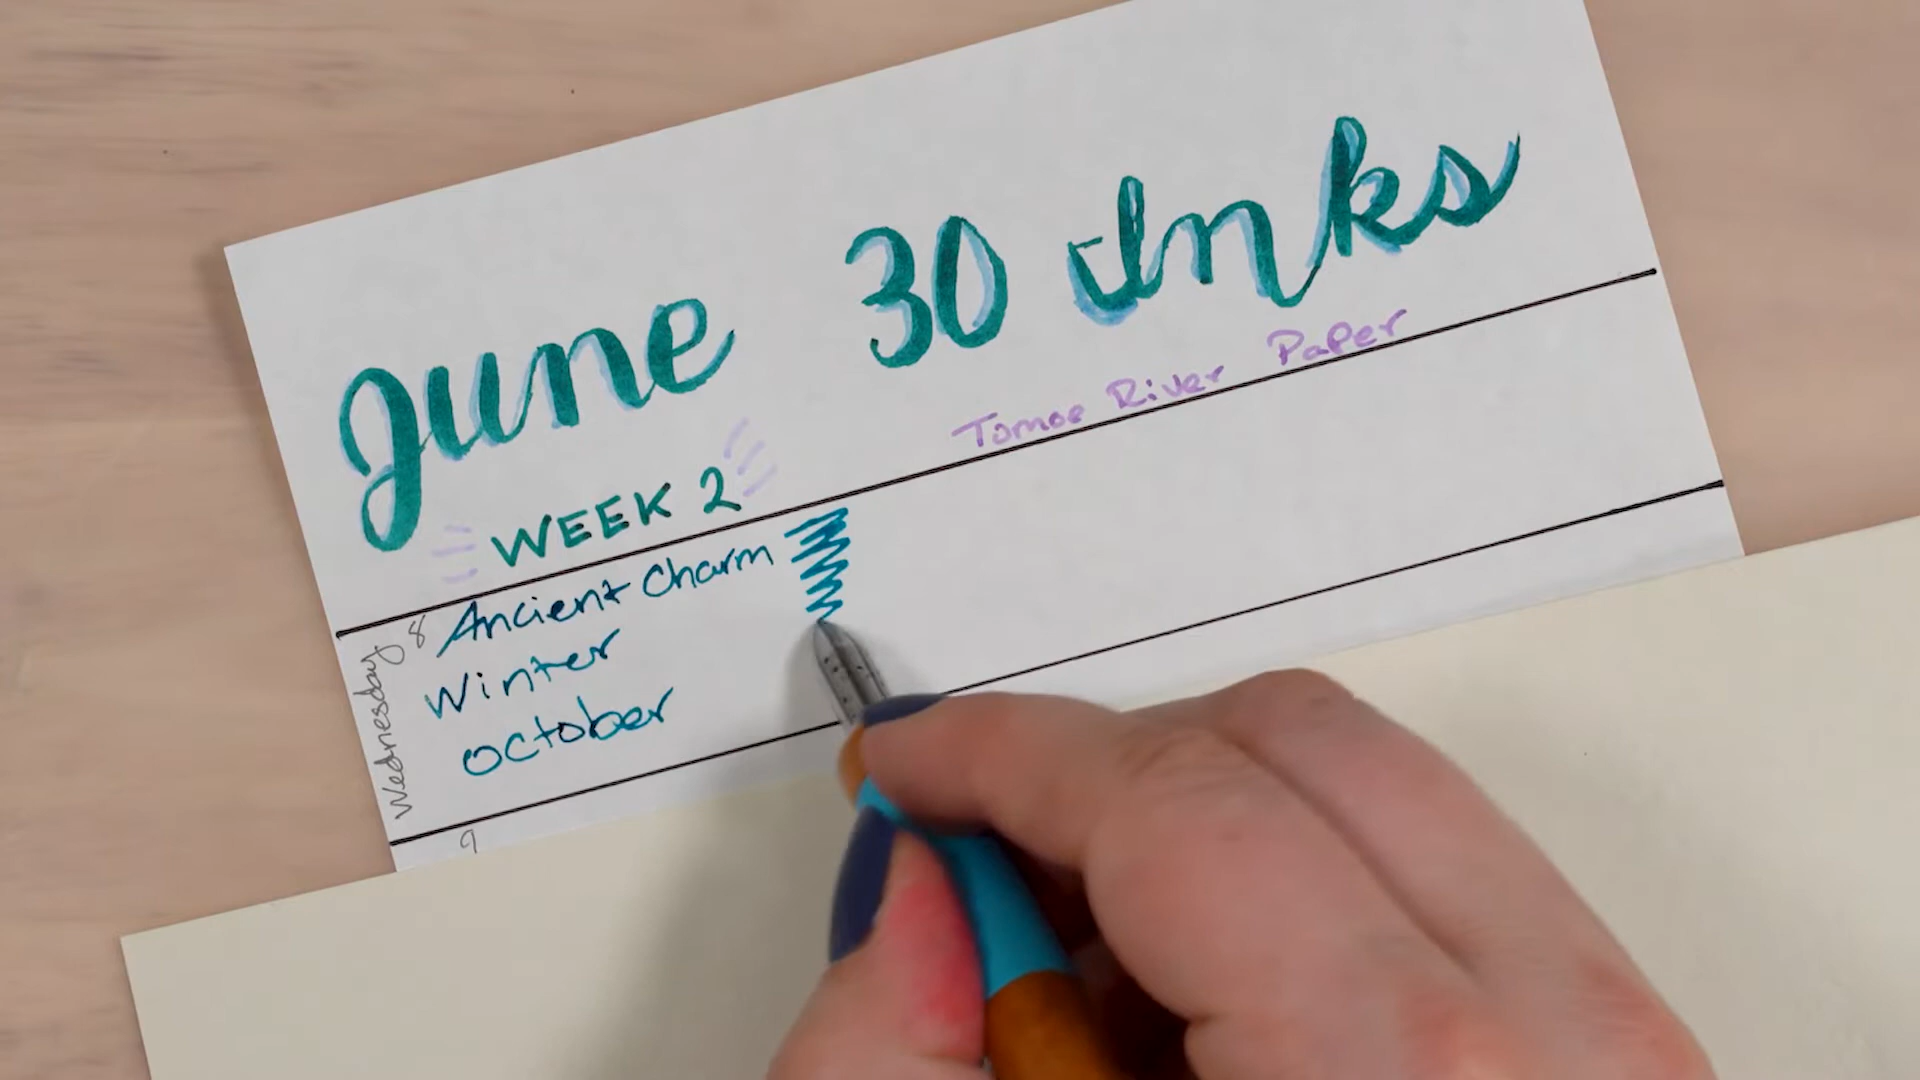 June 30 Inks
WEEK 2
Tomoe River Paper
Wednesday
8
Ancient Charm
Winter
October
9